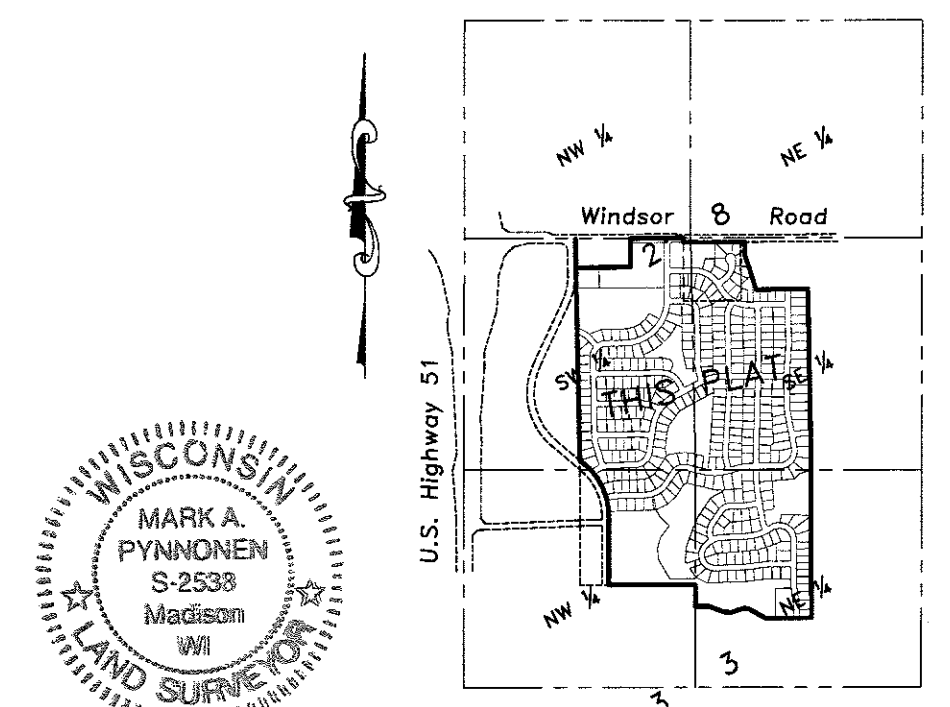 NW 1/4
NE 1/4
Windsor 8 Road
2
U.S. Highway 51
SW 1/4
THIS PLAT
SE 1/4
WISCONSIN
MARK A.
PYNNONEN
S-2538
Madison
WI
LAND SURVEYOR
NW 1/4
NE 1/4
3
3